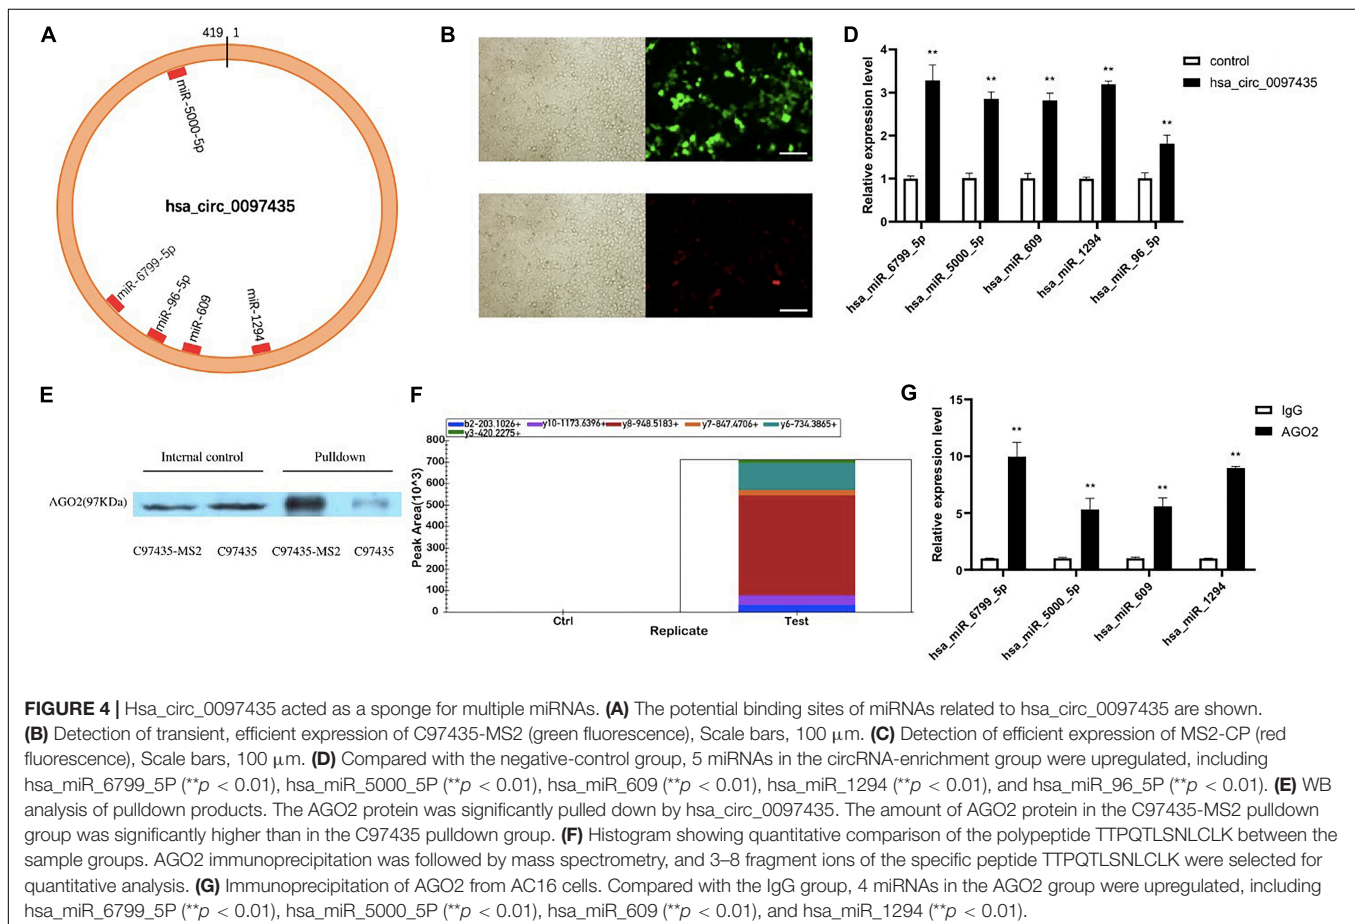 A
419 1
miR-5000-5p
hsa_circ_0097435
miR-6799-5p
miR-96-5p
miR-609
miR-1294
B
C
D
control
hsa_circ_0097435
Relative expression level
4
3
2
1
0
** ** ** ** **
hsa_miR_6799_5p
hsa_miR_5000_5p
hsa_miR_609
hsa_miR_1294
hsa_miR_96_5p
E
Internal control Pulldown
AGO2(97KDa)
C97435-MS2 C97435 C97435-MS2 C97435
F
b2-203.1026+ y10-1173.6396+ y8-948.5183+ y7-847.4706+ y6-734.3865+
y3-420.2275+
Peak Area(10^3)
800
700
600
500
400
300
200
100
0
Ctrl Test
Replicate
G
IgG
AGO2
Relative expression level
15
10
5
0
** ** ** **
hsa_miR_6799_5p
hsa_miR_5000_5p
hsa_miR_609
hsa_miR_1294
FIGURE 4 | Hsa_circ_0097435 acted as a sponge for multiple miRNAs. (A) The potential binding sites of miRNAs related to hsa_circ_0097435 are shown.
(B) Detection of transient, efficient expression of C97435-MS2 (green fluorescence), Scale bars, 100 μm. (C) Detection of efficient expression of MS2-CP (red
fluorescence), Scale bars, 100 μm. (D) Compared with the negative-control group, 5 miRNAs in the circRNA-enrichment group were upregulated, including
hsa_miR_6799_5P (**p < 0.01), hsa_miR_5000_5P (**p < 0.01), hsa_miR_609 (**p < 0.01), hsa_miR_1294 (**p < 0.01), and hsa_miR_96_5P (**p < 0.01). (E) WB
analysis of pulldown products. The AGO2 protein was significantly pulled down by hsa_circ_0097435. The amount of AGO2 protein in the C97435-MS2 pulldown
group was significantly higher than in the C97435 pulldown group. (F) Histogram showing quantitative comparison of the polypeptide TTPQTLSNLCLK between the
sample groups. AGO2 immunoprecipitation was followed by mass spectrometry, and 3–8 fragment ions of the specific peptide TTPQTLSNLCLK were selected for
quantitative analysis. (G) Immunoprecipitation of AGO2 from AC16 cells. Compared with the IgG group, 4 miRNAs in the AGO2 group were upregulated, including
hsa_miR_6799_5P (**p < 0.01), hsa_miR_5000_5P (**p < 0.01), hsa_miR_609 (**p < 0.01), and hsa_miR_1294 (**p < 0.01).